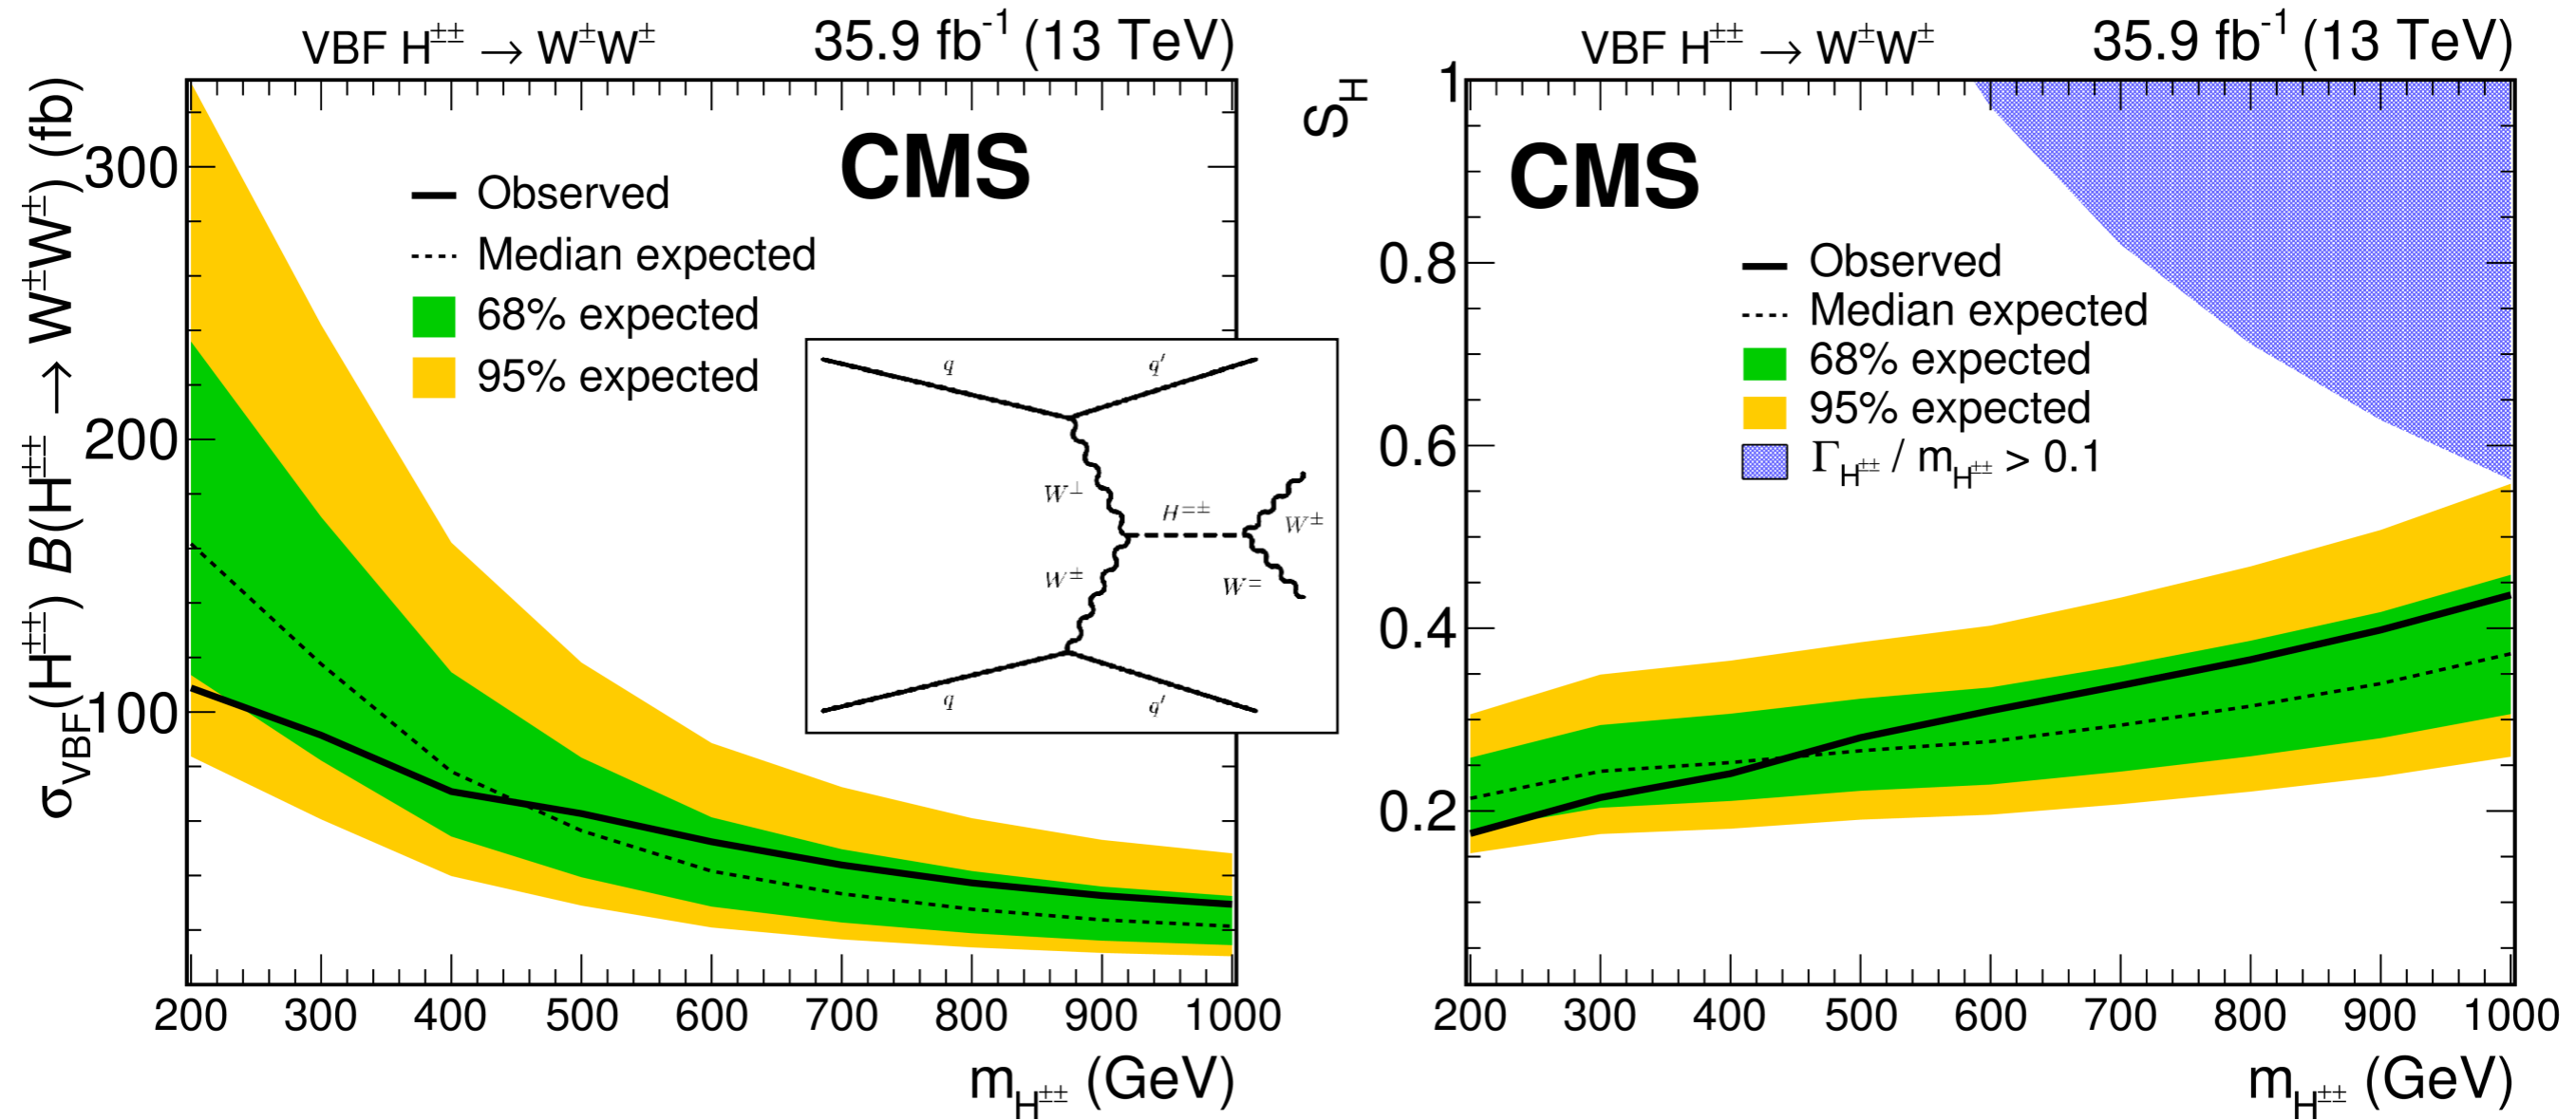 VBF H±± → W±W± 35.9 fb-1 (13 TeV)
σVBF(H±±) B(H±± → W±W±) (fb)
300
200
100
CMS
Observed
Median expected
68% expected
95% expected
q q′
W⊥
H=± W±
W± W=
q q′
200 300 400 500 600 700 800 900 1000
mH±± (GeV)
VBF H±± → W±W± 35.9 fb-1 (13 TeV)
SH
1
0.8
0.6
0.4
0.2
CMS
Observed
Median expected
68% expected
95% expected
ΓH±± / mH±± > 0.1
200 300 400 500 600 700 800 900 1000
mH±± (GeV)